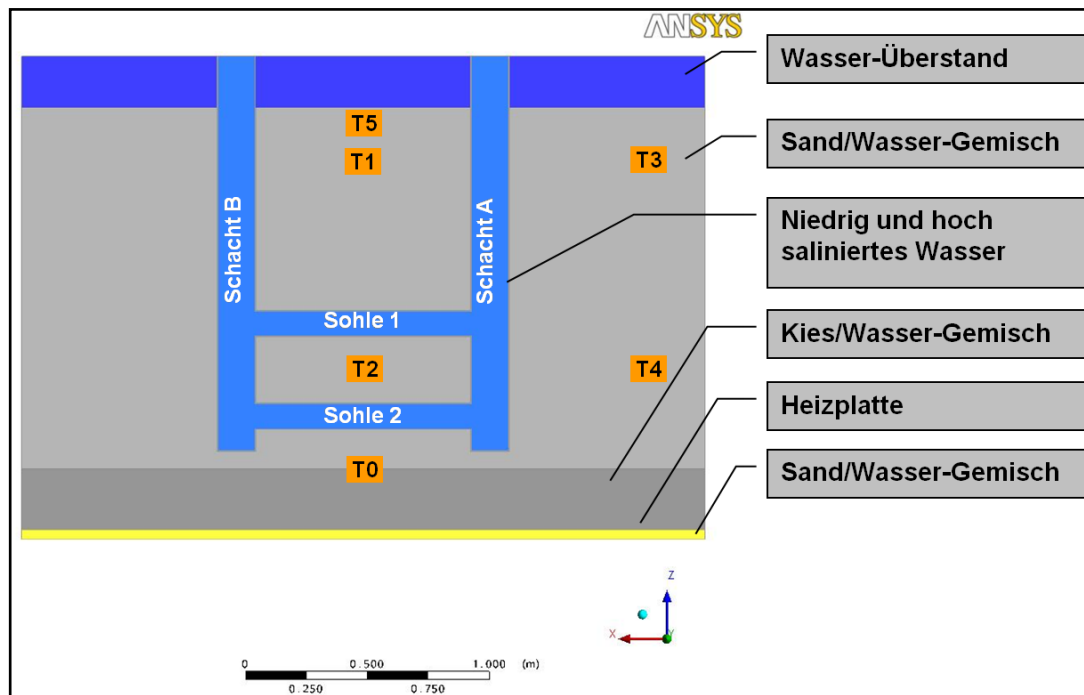 ANSYS
Wasser-Überstand
T5
Sand/Wasser-Gemisch
T1
T3
Schacht B
Schacht A
Niedrig und hoch
saliniertes Wasser
Sohle 1
Kies/Wasser-Gemisch
T2
T4
Heizplatte
Sohle 2
T0
Sand/Wasser-Gemisch
Z
X
Y
0 0.500 1.000 (m)
0.250 0.750